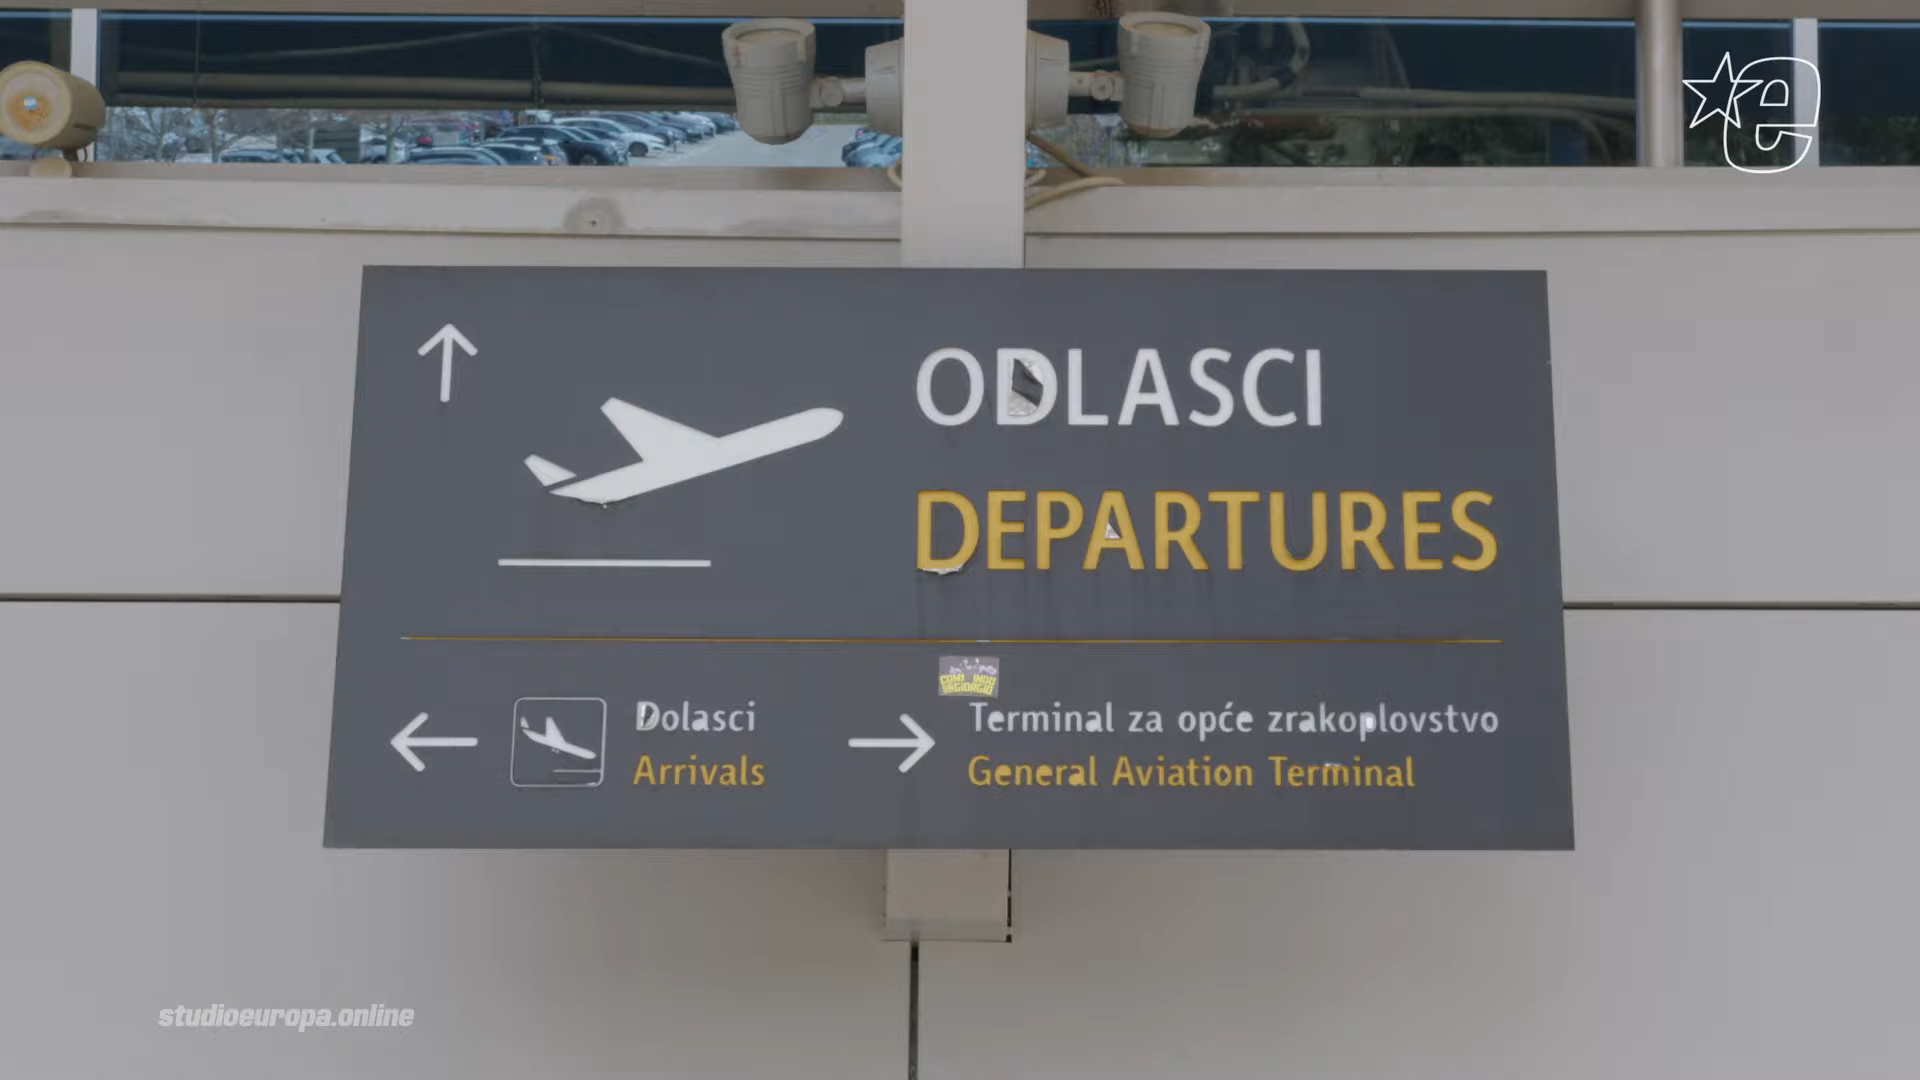 e
ODLASCI
DEPARTURES
Dolasci
Arrivals
Terminal za opće zrakoplovstvo
General Aviation Terminal
studioeuropa.online